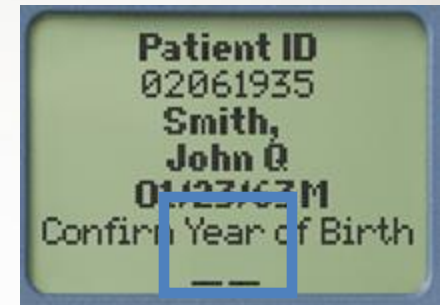 Patient ID
02061935
Smith,
John Q
01/23/63M
Confirm Year of Birth
_ _